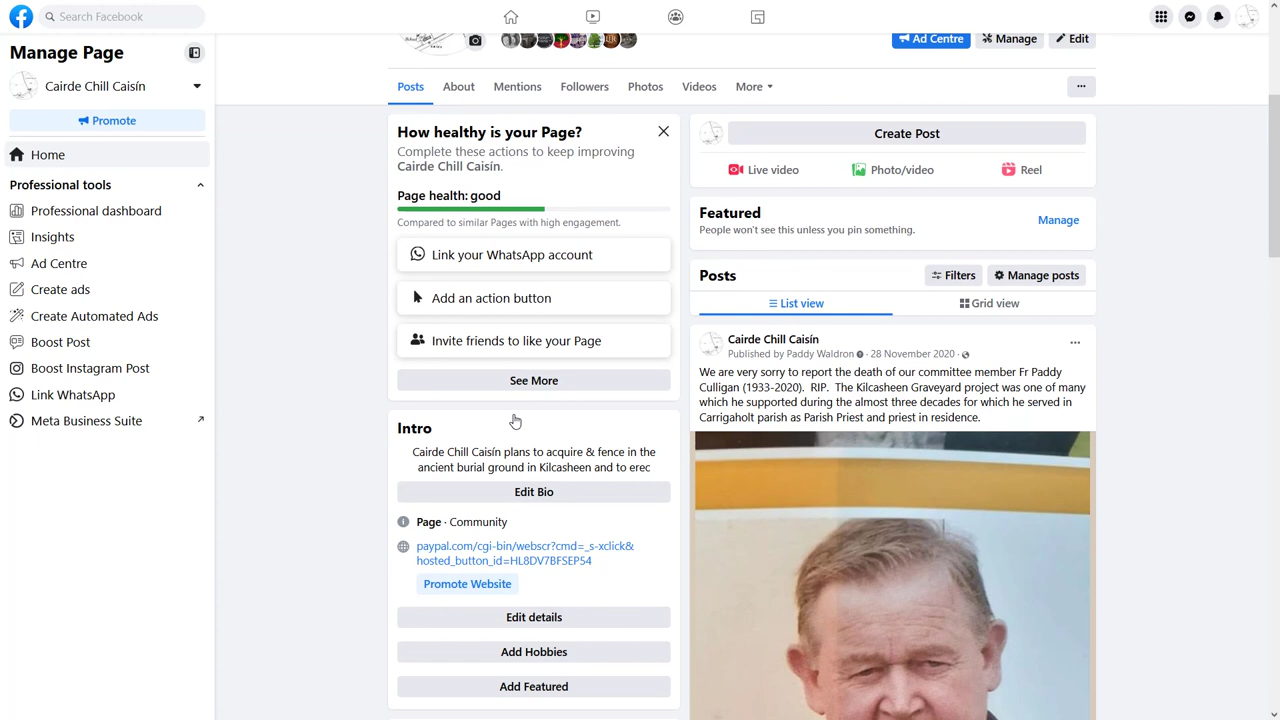 Search Facebook
Manage Page
Cairde Chill Caisín
Promote
Home
Professional tools
Professional dashboard
Insights
Ad Centre
Create ads
Create Automated Ads
Boost Post
Boost Instagram Post
Link WhatsApp
Meta Business Suite
Ad Centre
Manage
Edit
Posts
About
Mentions
Followers
Photos
Videos
More
How healthy is your Page?
Complete these actions to keep improving
Cairde Chill Caisín.
Page health: good
Compared to similar Pages with high engagement.
Link your WhatsApp account
Add an action button
Invite friends to like your Page
See More
Intro
Cairde Chill Caisín plans to acquire & fence in the
ancient burial ground in Kilcasheen and to erec
Edit Bio
Page · Community
paypal.com/cgi-bin/webscr?cmd=_s-xclick&
hosted_button_id=HL8DV7BFSEP54
Promote Website
Edit details
Add Hobbies
Add Featured
Create Post
Live video
Photo/video
Reel
Featured
Manage
People won't see this unless you pin something.
Posts
Filters
Manage posts
List view
Grid view
Cairde Chill Caisín
Published by Paddy Waldron · 28 November 2020 ·
We are very sorry to report the death of our committee member Fr Paddy
Culligan (1933-2020). RIP. The Kilcasheen Graveyard project was one of many
which he supported during the almost three decades for which he served in
Carrigaholt parish as Parish Priest and priest in residence.